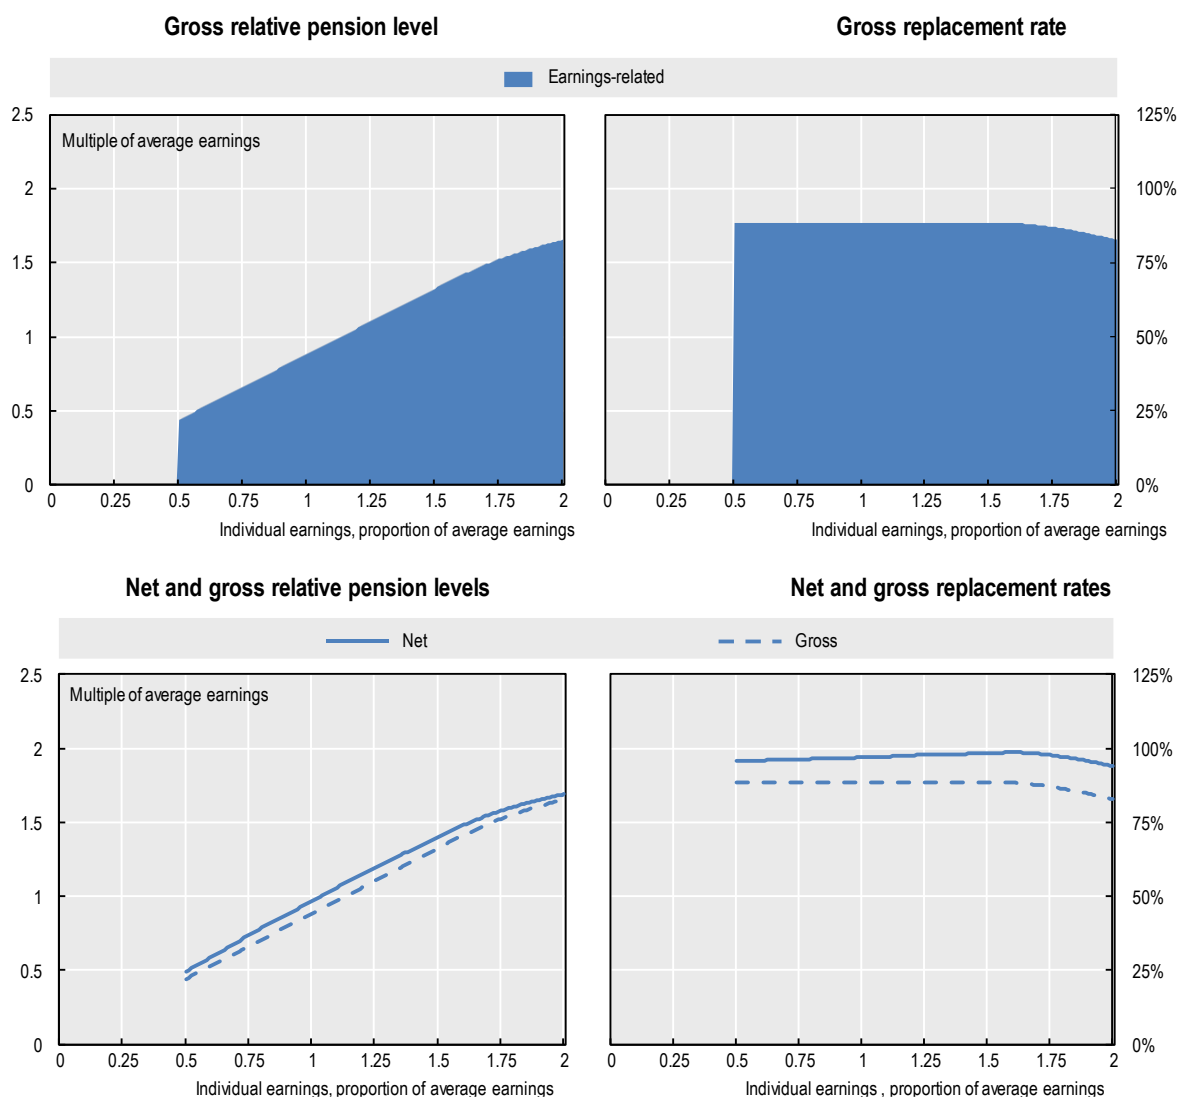 Gross relative pension level
Gross replacement rate
Earnings-related
2.5
2
1.5
1
0.5
0
Multiple of average earnings
0 0.25 0.5 0.75 1 1.25 1.5 1.75 2
Individual earnings, proportion of average earnings
125%
100%
75%
50%
25%
0%
0 0.25 0.5 0.75 1 1.25 1.5 1.75 2
Individual earnings, proportion of average earnings
Net and gross relative pension levels
Net and gross replacement rates
Net Gross
2.5
2
1.5
1
0.5
0
Multiple of average earnings
0 0.25 0.5 0.75 1 1.25 1.5 1.75 2
Individual earnings, proportion of average earnings
125%
100%
75%
50%
25%
0%
0 0.25 0.5 0.75 1 1.25 1.5 1.75 2
Individual earnings , proportion of average earnings